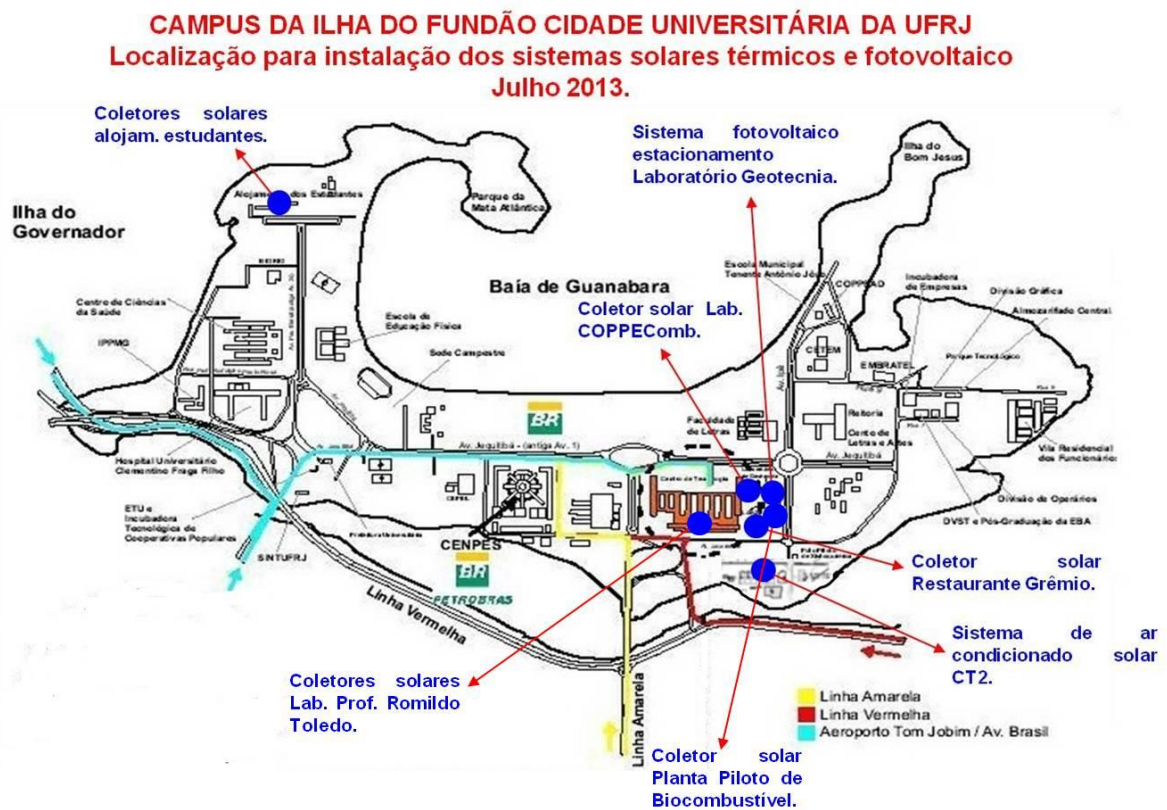 CAMPUS DA ILHA DO FUNDÃO CIDADE UNIVERSITÁRIA DA UFRJ
Localização para instalação dos sistemas solares térmicos e fotovoltaico
Julho 2013.
Coletores solares
alojam. estudantes.
Sistema fotovoltaico
estacionamento
Laboratório Geotecnia.
Ilha do
Bom Jesus
Alojamento dos Estudantes
Parque da
Mata Atlântica
Ilha do
Governador
Escola Municipal
Tenente Antônio João
COPPEAD
Incubadora
de Empresas
Divisão Gráfica
Almoxarifado Central
Baía de Guanabara
Centro de Ciências
da Saúde
Escola de
Educação Física
Coletor solar Lab.
COPPEComb.
IPPMG
Sede Campestre
CETEM
EMBRATEL
Parque Tecnológico
BR
Faculdade
de Letras
Reitoria
Centro de
Letras e Artes
Vila Residencial
dos Funcionários
Av. Jequitibá - (antiga Av. 1)
Av. Jequitibá
Hospital Universitário
Clementino Fraga Filho
Centro de Tecnologia
CEPEL
Divisão de Operários
ETU e
Incubadora
Tecnológica de
Cooperativas Populares
Prefeitura Universitária
DVST e Pós-Graduação da EBA
SINTUFRJ
CENPES
BR
PETROBRAS
Coletor solar
Restaurante Grêmio.
Linha Vermelha
Sistema de ar
condicionado solar
CT2.
Coletores solares
Lab. Prof. Romildo
Toledo.
Linha Amarela
Linha Amarela
Linha Vermelha
Aeroporto Tom Jobim / Av. Brasil
Coletor solar
Planta Piloto de
Biocombustível.